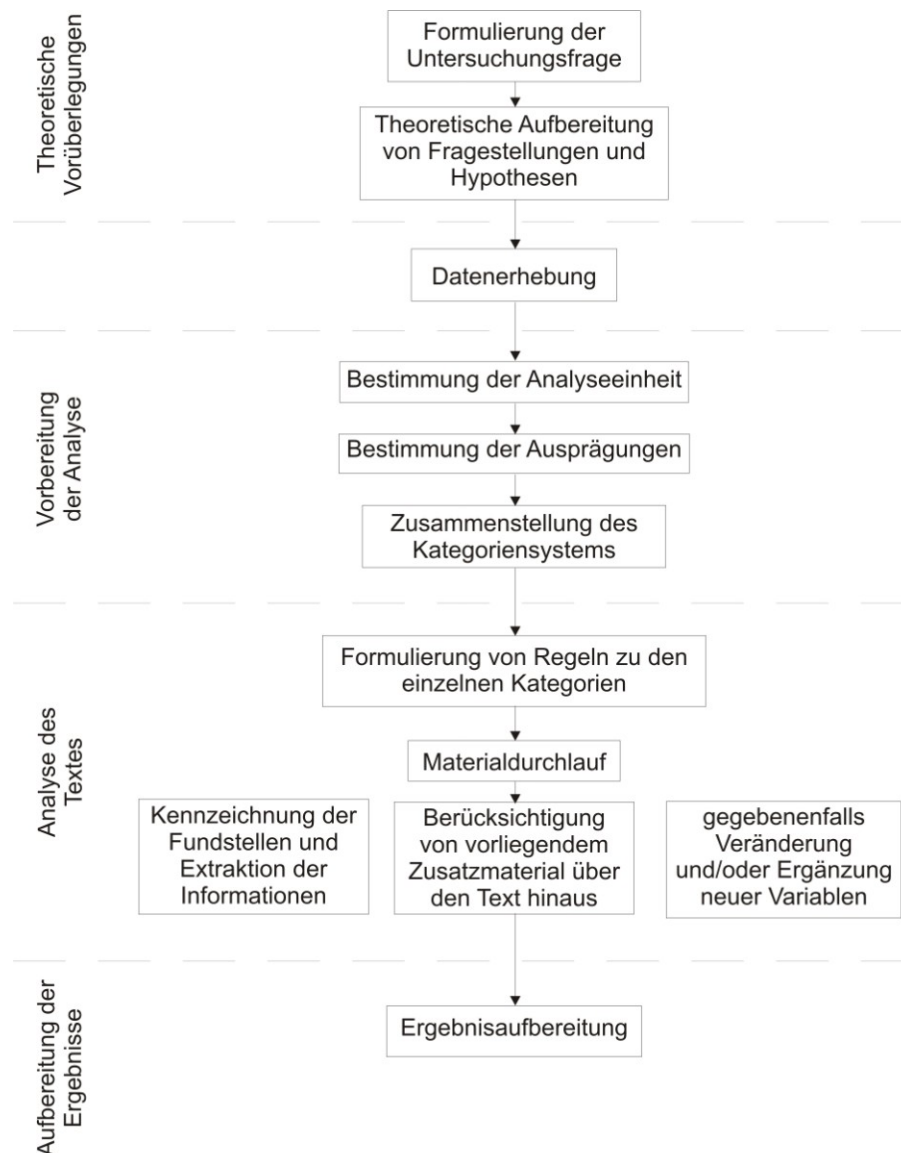 Theoretische
Vorüberlegungen
Formulierung der
Untersuchungsfrage
Theoretische Aufbereitung
von Fragestellungen und
Hypothesen
Datenerhebung
Vorbereitung
der Analyse
Bestimmung der Analyseeinheit
Bestimmung der Ausprägungen
Zusammenstellung des
Kategoriensystems
Analyse des
Textes
Formulierung von Regeln zu den
einzelnen Kategorien
Materialdurchlauf
Kennzeichnung der
Fundstellen und
Extraktion der
Informationen
Berücksichtigung
von vorliegendem
Zusatzmaterial über
den Text hinaus
gegebenenfalls
Veränderung
und/oder Ergänzung
neuer Variablen
Aufbereitung der
Ergebnisse
Ergebnisaufbereitung